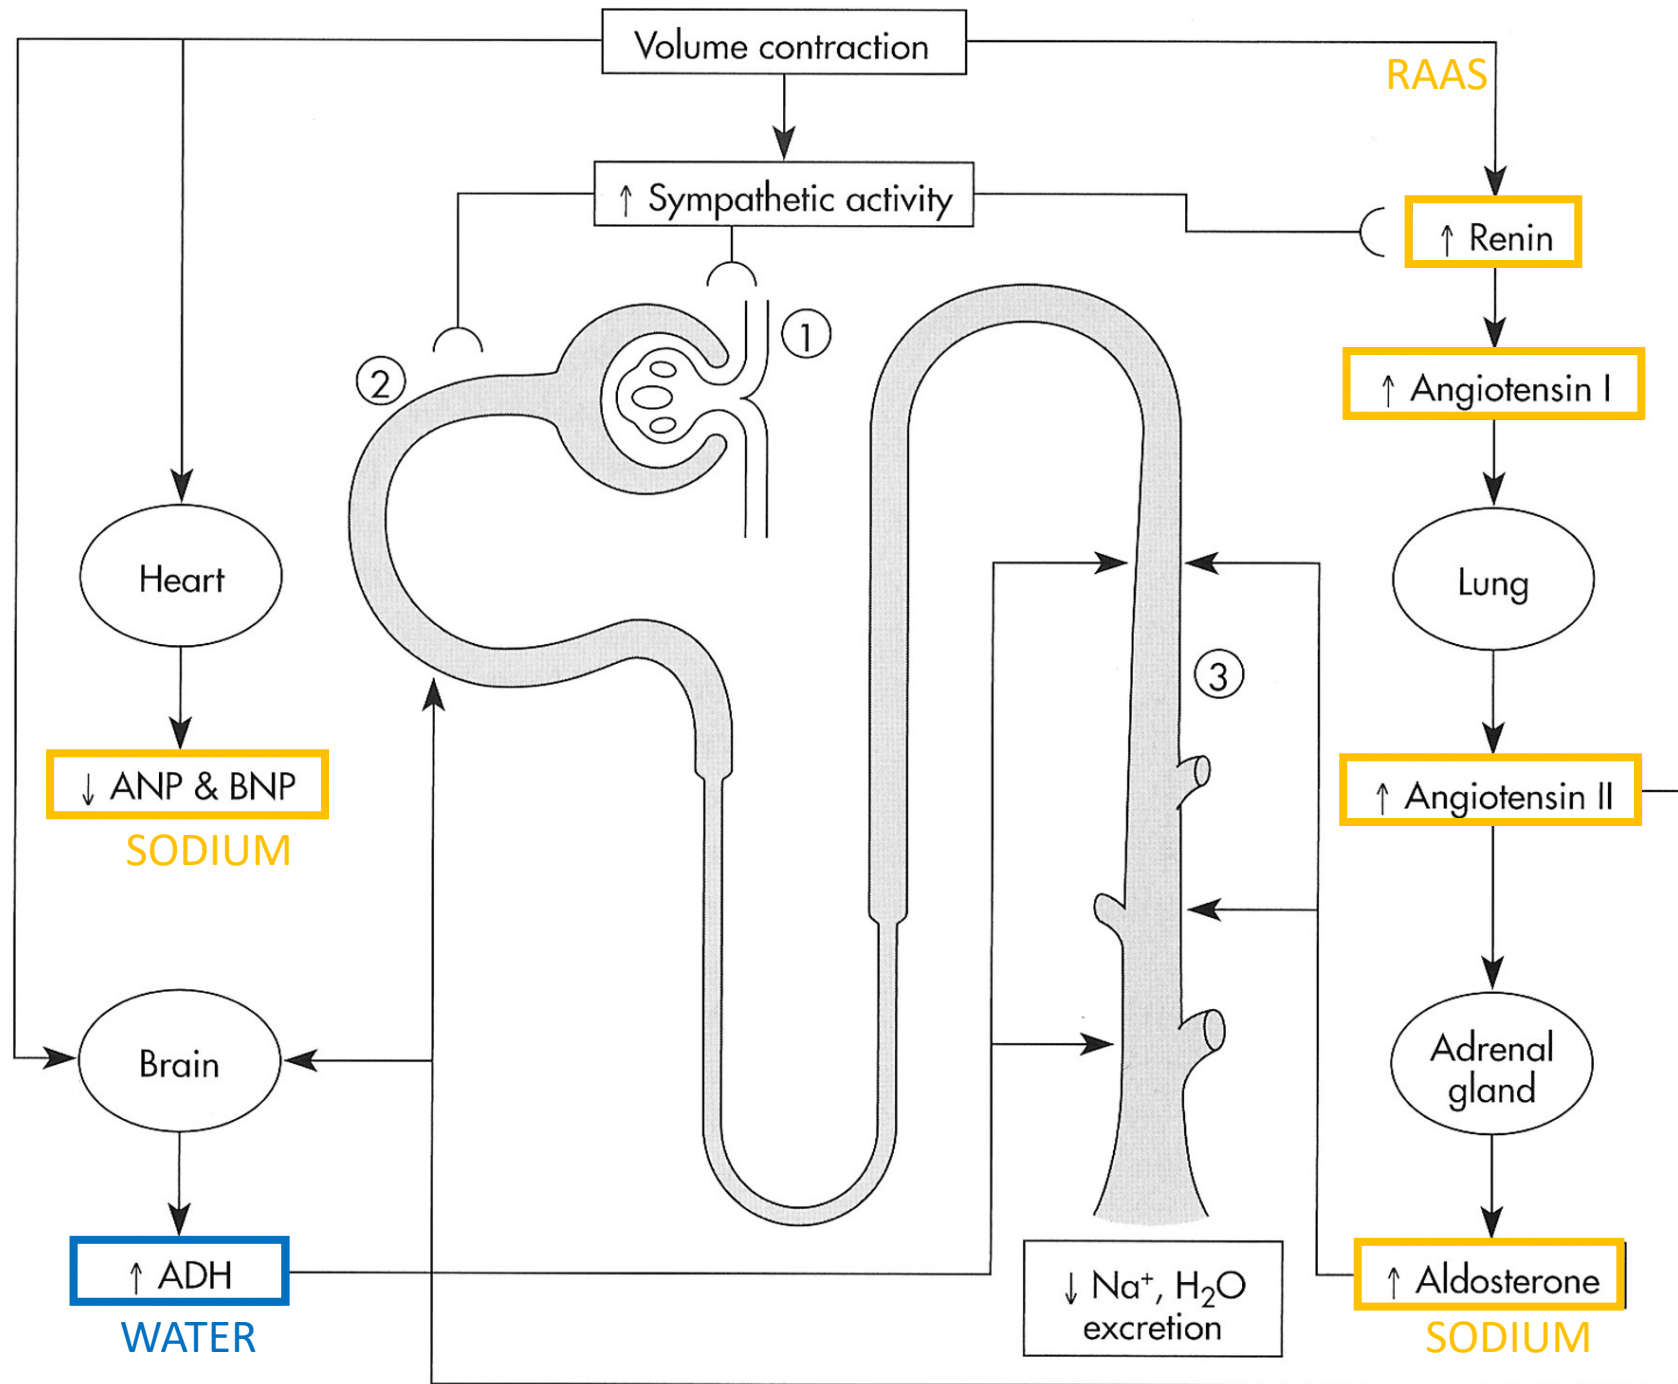 Volume contraction
RAAS
↑ Sympathetic activity
↑ Renin
①
②
↑ Angiotensin I
Heart
Lung
③
↓ ANP & BNP
SODIUM
↑ Angiotensin II
Brain
Adrenal
gland
↑ ADH
WATER
↓ Na⁺, H₂O
excretion
↑ Aldosterone
SODIUM